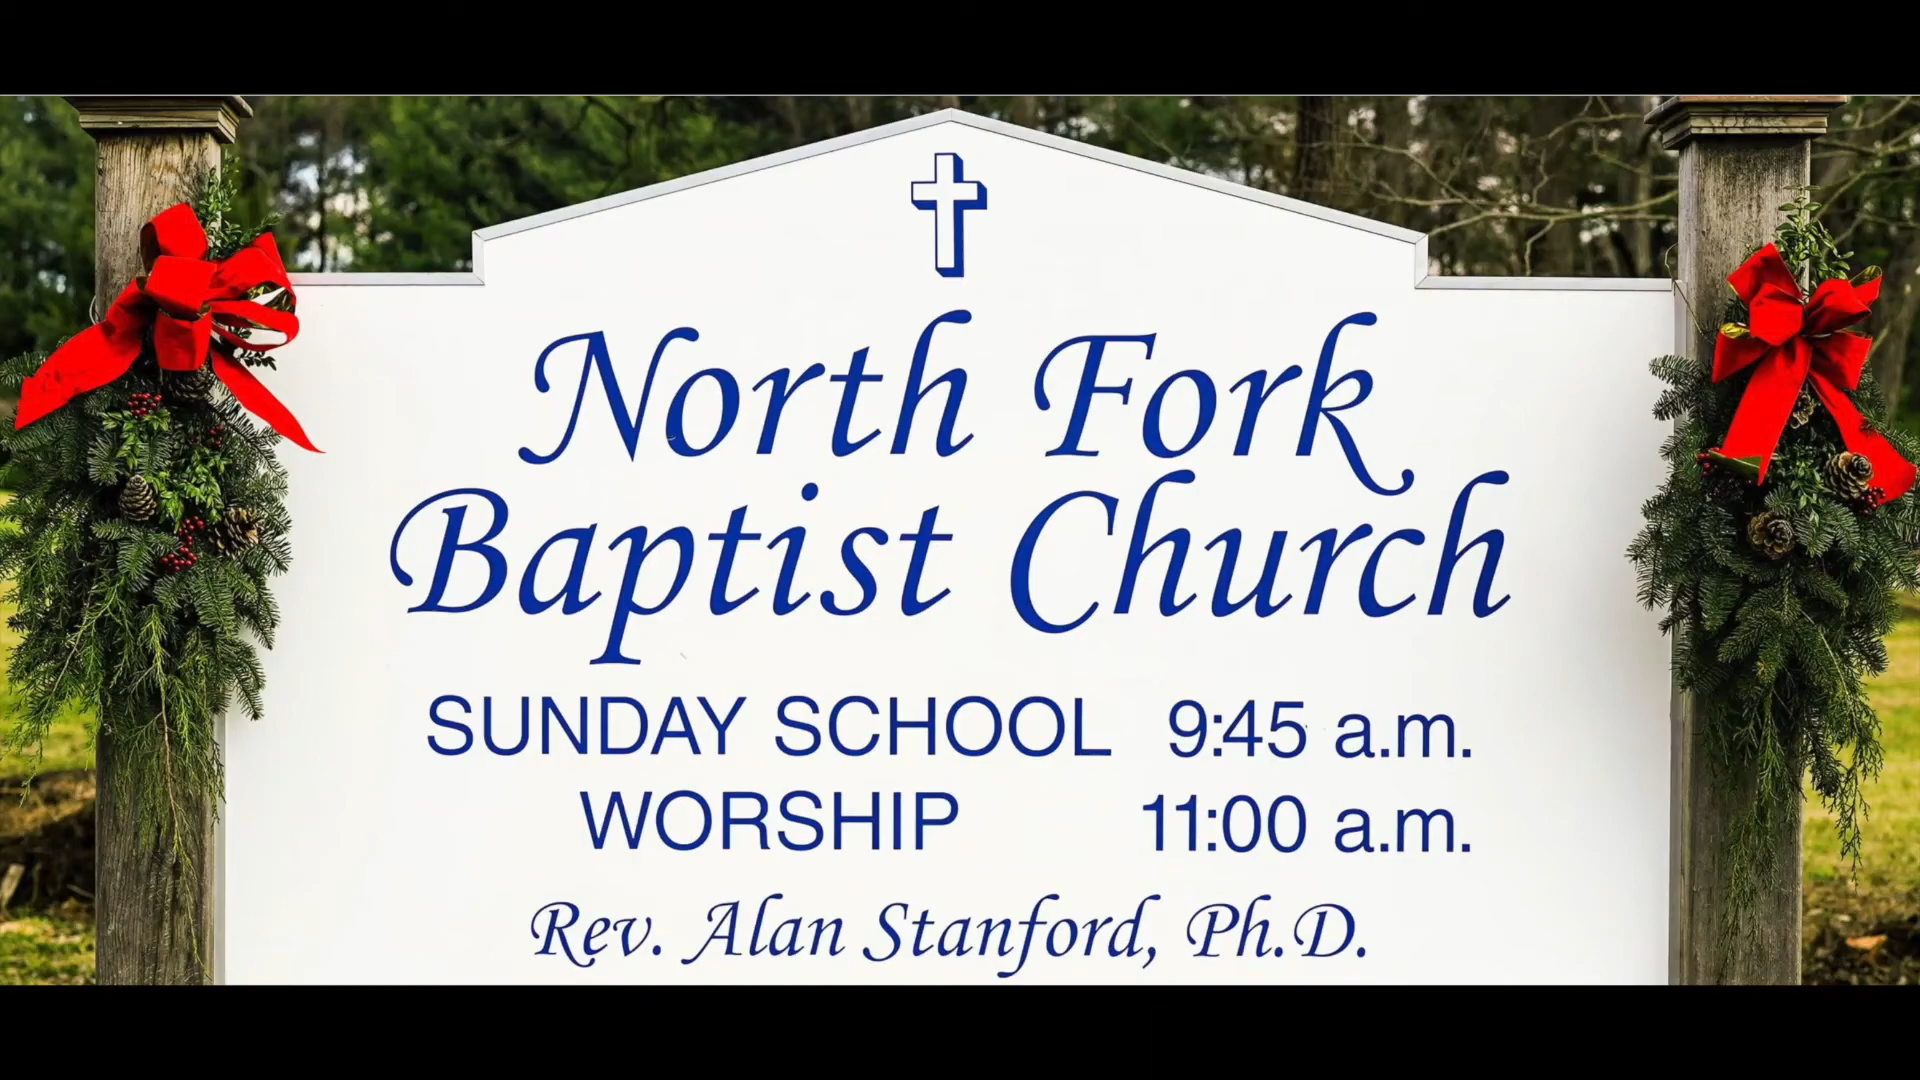 North Fork
Baptist Church
SUNDAY SCHOOL 9:45 a.m.
WORSHIP 11:00 a.m.
Rev. Alan Stanford, Ph.D.